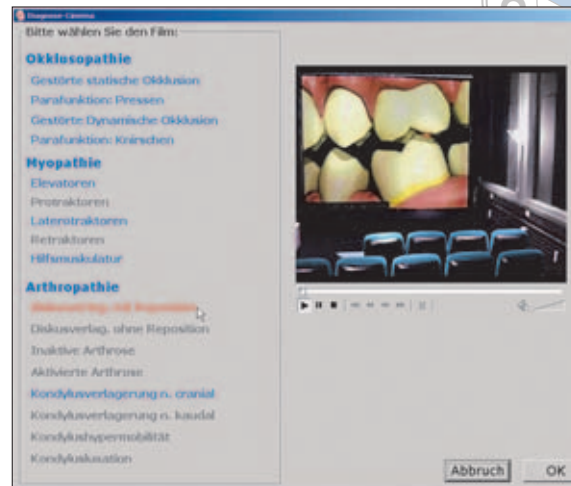 Diagnose-Cinema
Bitte wählen Sie den Film:
Okklusopathie
Gestörte statische Okklusion
Parafunktion: Pressen
Gestörte Dynamische Okklusion
Parafunktion: Knirschen
Myopathie
Elevatoren
Protraktoren
Laterotraktoren
Retraktoren
Hilfsmuskulatur
Arthropathie
Diskusverlag. mit Reposition
Diskusverlag. ohne Reposition
Inaktive Arthrose
Aktivierte Arthrose
Kondylusverlagerung n. cranial
Kondylusverlagerung n. kaudal
Kondylushypermobilität
Kondylusluxation
Abbruch
OK